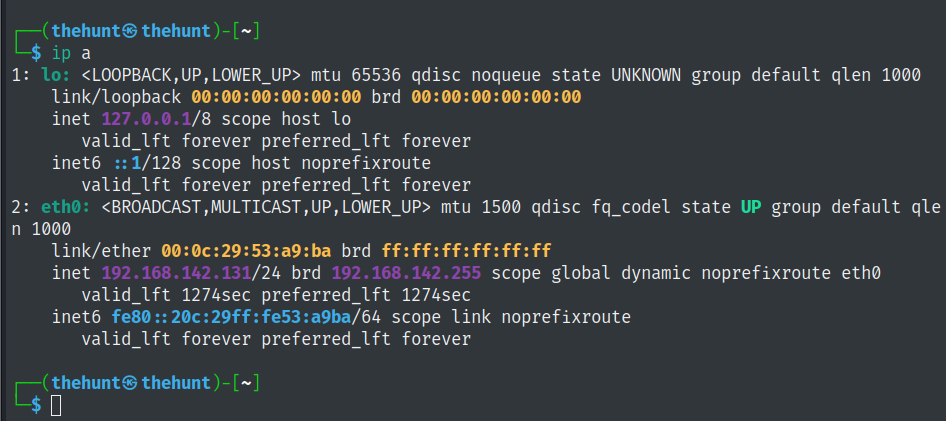 ┌──(thehunt㉿thehunt)-[~]
└─$ ip a
1: lo: <LOOPBACK,UP,LOWER_UP> mtu 65536 qdisc noqueue state UNKNOWN group default qlen 1000
    link/loopback 00:00:00:00:00:00 brd 00:00:00:00:00:00
    inet 127.0.0.1/8 scope host lo
       valid_lft forever preferred_lft forever
    inet6 ::1/128 scope host noprefixroute
       valid_lft forever preferred_lft forever
2: eth0: <BROADCAST,MULTICAST,UP,LOWER_UP> mtu 1500 qdisc fq_codel state UP group default qle
n 1000
    link/ether 00:0c:29:53:a9:ba brd ff:ff:ff:ff:ff:ff
    inet 192.168.142.131/24 brd 192.168.142.255 scope global dynamic noprefixroute eth0
       valid_lft 1274sec preferred_lft 1274sec
    inet6 fe80::20c:29ff:fe53:a9ba/64 scope link noprefixroute
       valid_lft forever preferred_lft forever
┌──(thehunt㉿thehunt)-[~]
└─$